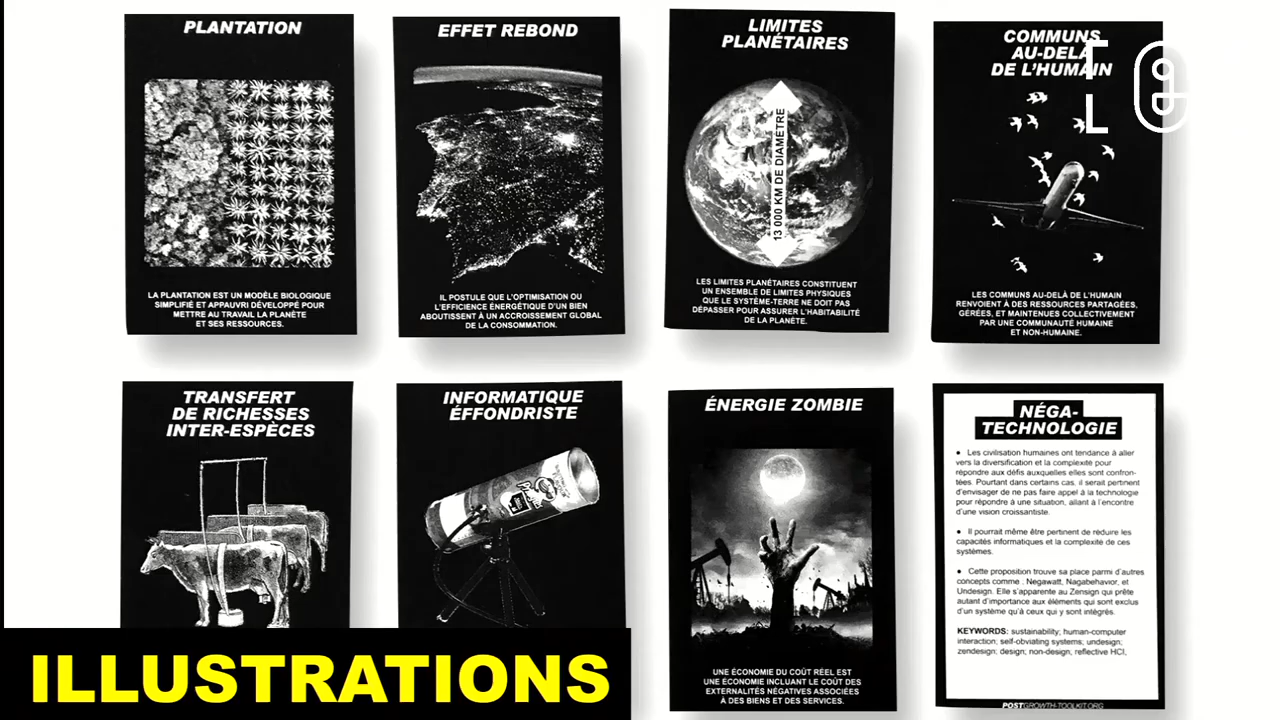 PLANTATION
LA PLANTATION EST UN MODÈLE BIOLOGIQUE
SIMPLIFIÉ ET APPAUVRI DÉVELOPPÉ POUR
METTRE AU TRAVAIL LA PLANÈTE
ET SES RESSOURCES.
EFFET REBOND
IL POSTULE QUE L'OPTIMISATION OU
L'EFFICIENCE ÉNERGÉTIQUE D'UN BIEN
ABOUTISSENT À UN ACCROISSEMENT GLOBAL
DE LA CONSOMMATION.
LIMITES
PLANÉTAIRES
13 000 KM DE DIAMÈTRE
LES LIMITES PLANÉTAIRES CONSTITUENT
UN ENSEMBLE DE LIMITES PHYSIQUES
QUE LE SYSTÈME-TERRE NE DOIT PAS
DÉPASSER POUR ASSURER L'HABITABILITÉ
DE LA PLANÈTE.
COMMUNS
AU-DELÀ
DE L'HUMAIN
LES COMMUNS AU-DELÀ DE L'HUMAIN
RENVOIENT À DES RESSOURCES PARTAGÉES,
GÉRÉES, ET MAINTENUES COLLECTIVEMENT
PAR UNE COMMUNAUTÉ HUMAINE
ET NON-HUMAINE.
TRANSFERT
DE RICHESSES
INTER-ESPÈCES
INFORMATIQUE
ÉFFONDRISTE
ÉNERGIE ZOMBIE
UNE ÉCONOMIE DU COÛT RÉEL EST
UNE ÉCONOMIE INCLUANT LE COÛT DES
EXTERNALITÉS NÉGATIVES ASSOCIÉES
À DES BIENS ET DES SERVICES.
NÉGA-
TECHNOLOGIE
● Les civilisation humaines ont tendance à aller
vers la diversification et la complexité pour
répondre aux défis auxquelles elles sont confron-
tées. Pourtant dans certains cas, il serait pertinent
d'envisager de ne pas faire appel à la technologie
pour répondre à une situation, allant à l'encontre
d'une vision croissantiste.
● Il pourrait même être pertinent de réduire les
capacités informatiques et la complexité de ces
systèmes.
● Cette proposition trouve sa place parmi d'autres
concepts comme : Negawatt, Nagabehavior, et
Undesign. Elle s'apparente au Zensign qui prête
autant d'importance aux éléments qui sont exclus
d'un système qu'à ceux qui y sont intégrés.
KEYWORDS: sustainability; human-computer
interaction; self-obviating systems; undesign;
zendesign; design; non-design, reflective HCI,
POSTGROWTH-TOOLKIT.ORG
ILLUSTRATIONS